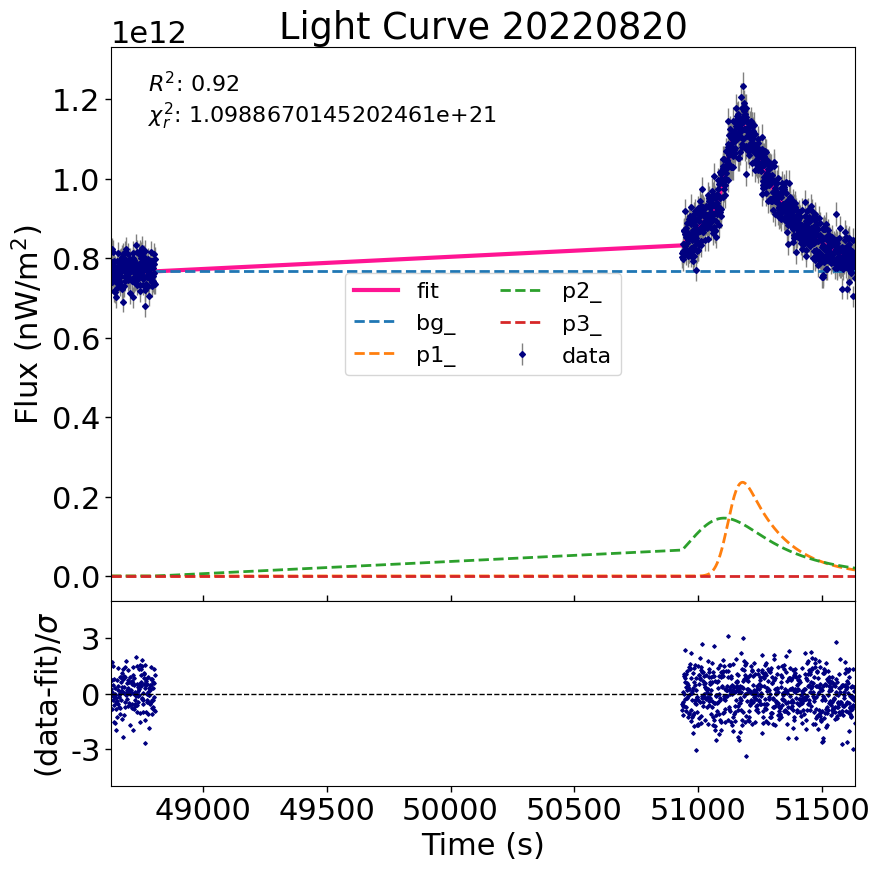 Light Curve 20220820
1e12
R²: 0.92
χᵣ²: 1.0988670145202461e+21
1.2
1.0
0.8
0.6
0.4
0.2
0.0
Flux (nW/m²)
fit
bg_
p1_
p2_
p3_
data
3
0
-3
(data-fit)/σ
49000 49500 50000 50500 51000 51500
Time (s)